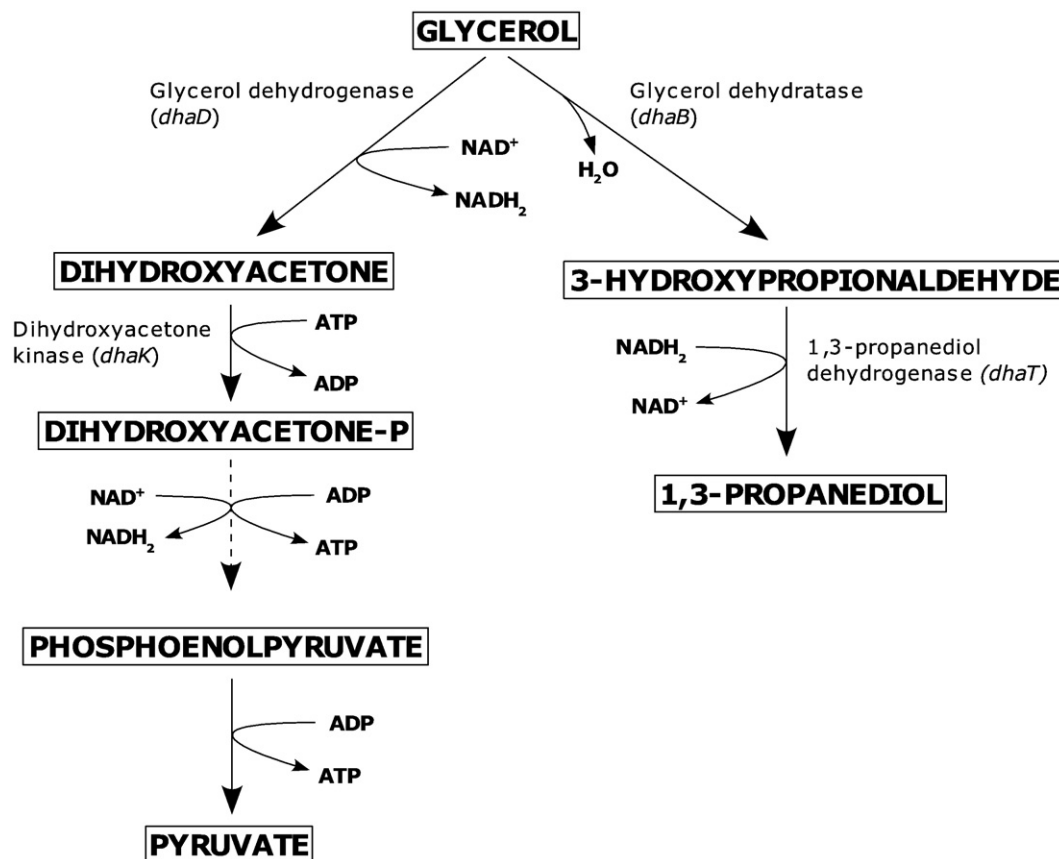 GLYCEROL
Glycerol dehydrogenase
(dhaD)
Glycerol dehydratase
(dhaB)
NAD⁺
NADH₂
H₂O
DIHYDROXYACETONE
3-HYDROXYPROPIONALDEHYDE
Dihydroxyacetone
kinase (dhaK)
ATP
ADP
NADH₂
NAD⁺
1,3-propanediol
dehydrogenase (dhaT)
DIHYDROXYACETONE-P
1,3-PROPANEDIOL
NAD⁺
NADH₂
ADP
ATP
PHOSPHOENOLPYRUVATE
ADP
ATP
PYRUVATE